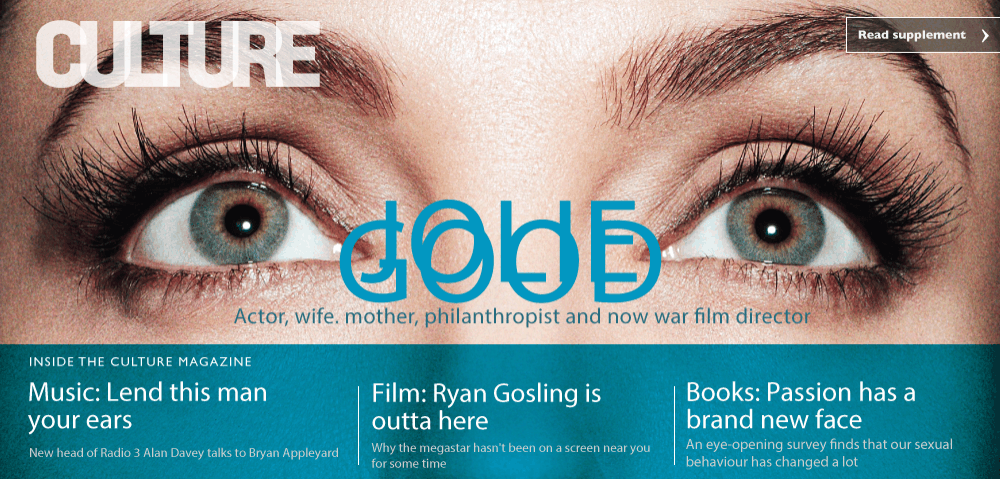 CULTURE
Read supplement
JOLIE
GOOD
Actor, wife. mother, philanthropist and now war film director
INSIDE THE CULTURE MAGAZINE
Music: Lend this man
your ears
New head of Radio 3 Alan Davey talks to Bryan Appleyard
Film: Ryan Gosling is
outta here
Why the megastar hasn't been on a screen near you
for some time
Books: Passion has a
brand new face
An eye-opening survey finds that our sexual
behaviour has changed a lot